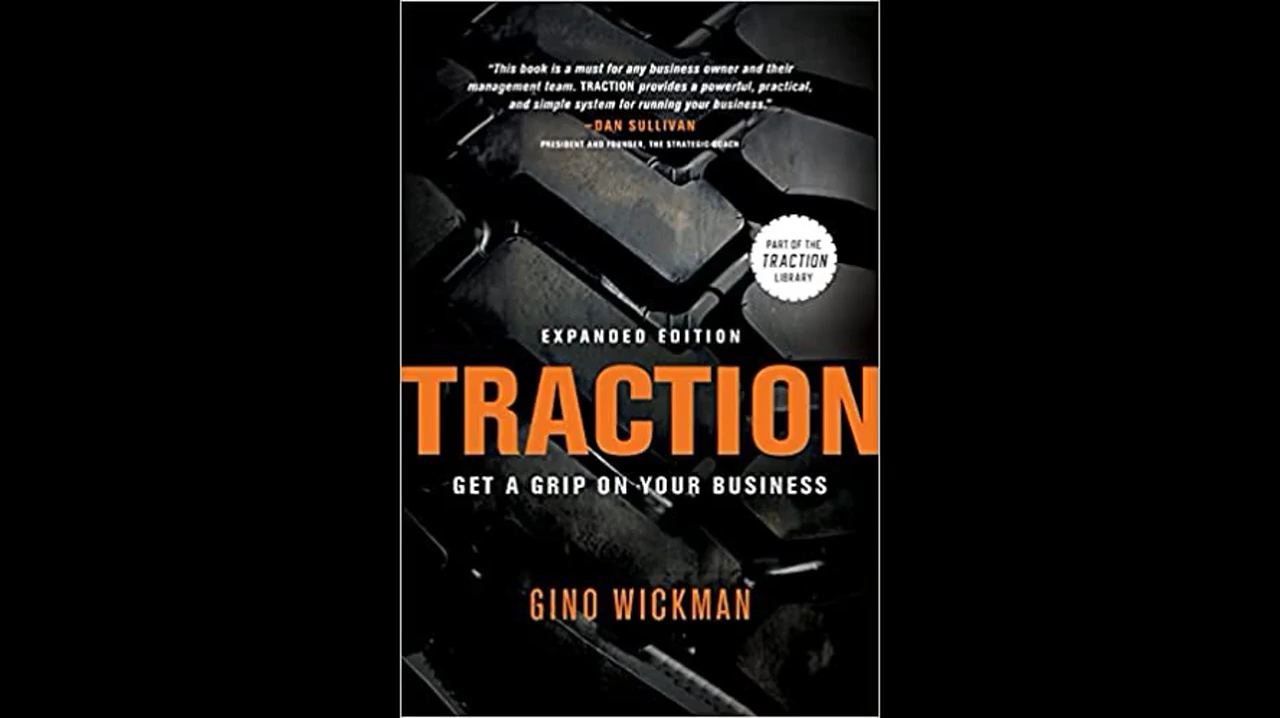 "This book is a must for any business owner and their
management team. TRACTION provides a powerful, practical,
and simple system for running your business."
–DAN SULLIVAN
PRESIDENT AND FOUNDER, THE STRATEGIC COACH
PART OF THE
TRACTION
LIBRARY
EXPANDED EDITION
TRACTION
GET A GRIP ON YOUR BUSINESS
GINO WICKMAN